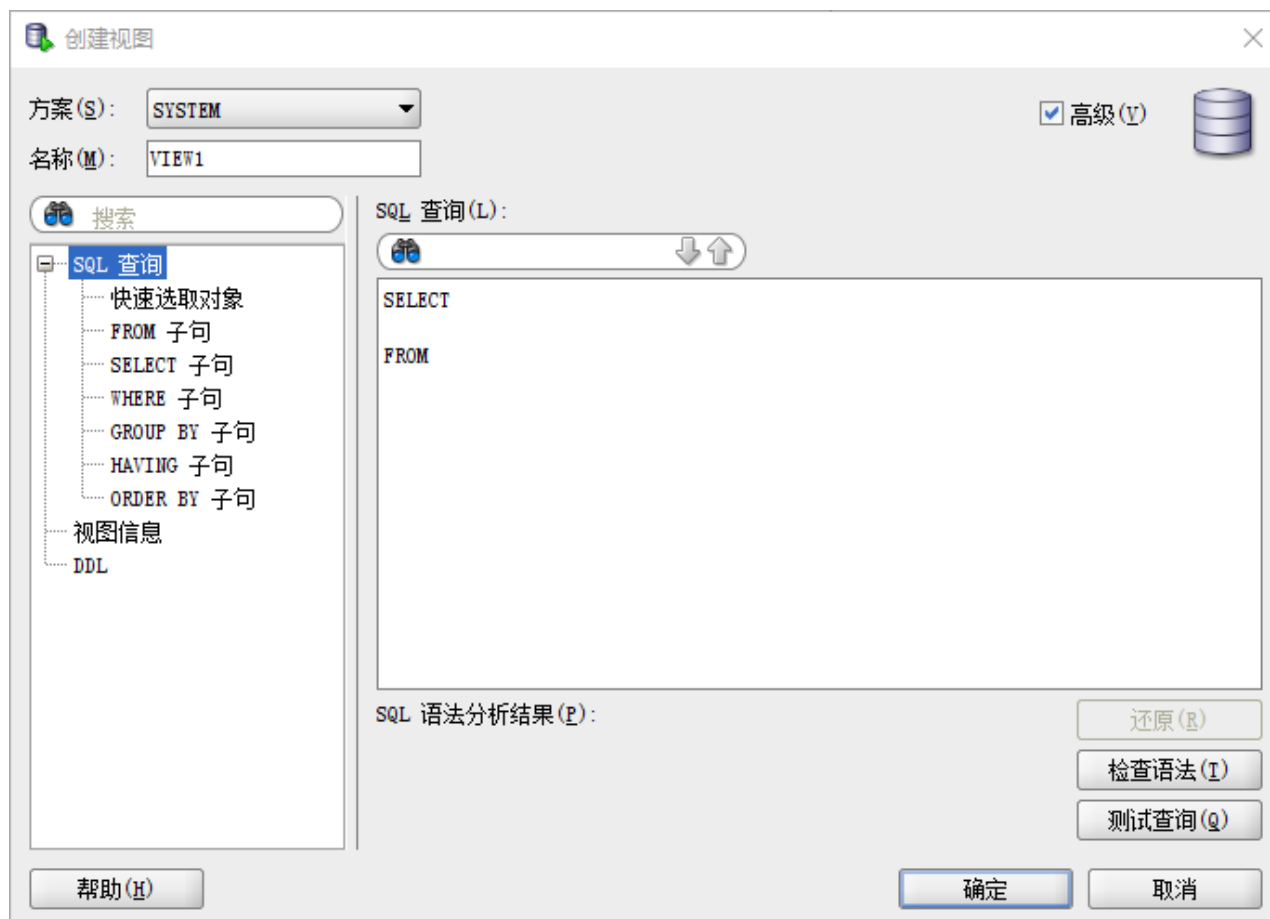 创建视图
方案(S): SYSTEM
高级(V)
名称(M): VIEW1
搜索
SQL 查询
快速选取对象
FROM 子句
SELECT 子句
WHERE 子句
GROUP BY 子句
HAVING 子句
ORDER BY 子句
视图信息
DDL
SQL 查询(L):
SELECT
FROM
SQL 语法分析结果(P):
还原(R)
检查语法(T)
测试查询(Q)
帮助(H)
确定
取消